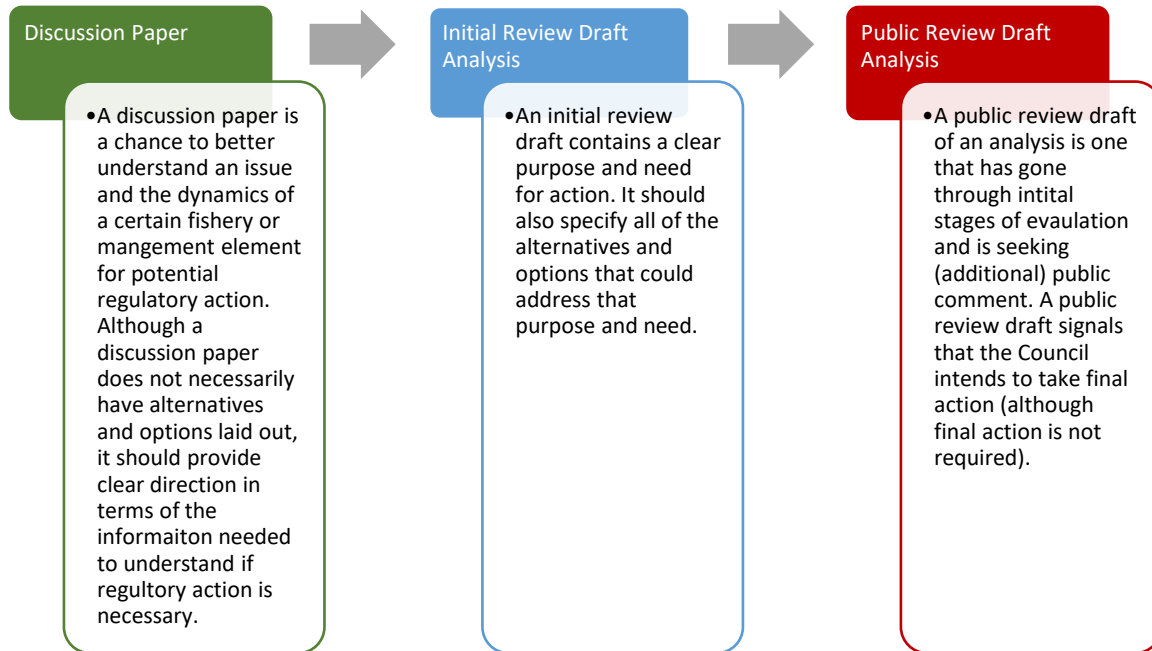 Discussion Paper
•A discussion paper is
a chance to better
understand an issue
and the dynamics of
a certain fishery or
mangement element
for potential
regulatory action.
Although a
discussion paper
does not necessarily
have alternatives
and options laid out,
it should provide
clear direction in
terms of the
informaiton needed
to understand if
regultory action is
necessary.
Initial Review Draft
Analysis
•An initial review
draft contains a clear
purpose and need
for action. It should
also specify all of the
alternatives and
options that could
address that
purpose and need.
Public Review Draft
Analysis
•A public review draft
of an analysis is one
that has gone
through intital
stages of evaulation
and is seeking
(additional) public
comment. A public
review draft signals
that the Council
intends to take final
action (although
final action is not
required).